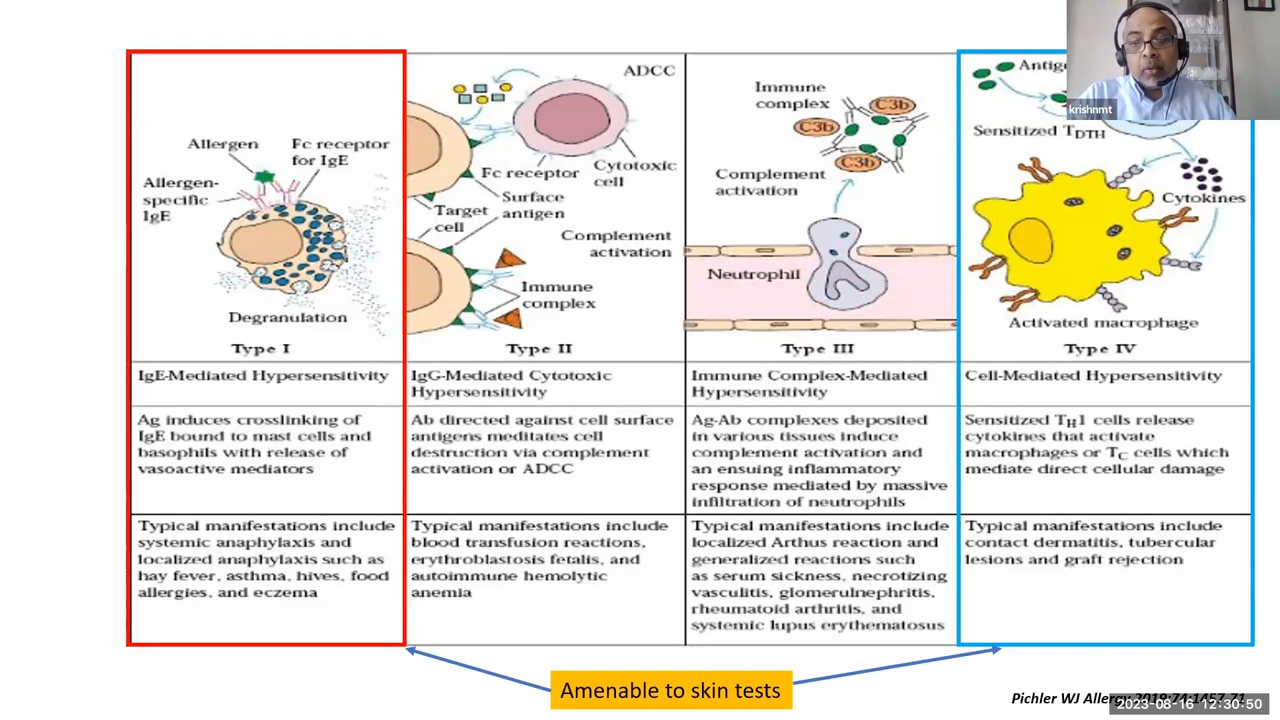 Allergen
Fc receptor
for IgE
Allergen-
specific
IgE
Degranulation
Type I
IgE-Mediated Hypersensitivity
Ag induces crosslinking of
IgE bound to mast cells and
basophils with release of
vasoactive mediators
Typical manifestations include
systemic anaphylaxis and
localized anaphylaxis such as
hay fever, asthma, hives, food
allergies, and eczema
ADCC
Fc receptor
Cytotoxic
cell
Surface
antigen
Target
cell
Complement
activation
Immune
complex
Type II
IgG-Mediated Cytotoxic
Hypersensitivity
Ab directed against cell surface
antigens meditates cell
destruction via complement
activation or ADCC
Typical manifestations include
blood transfusion reactions,
erythroblastosis fetalis, and
autoimmune hemolytic
anemia
Immune
complex
C3b
C3b
C3b
Complement
activation
Neutrophil
Type III
Immune Complex-Mediated
Hypersensitivity
Ag-Ab complexes deposited
in various tissues induce
complement activation and
an ensuing inflammatory
response mediated by massive
infiltration of neutrophils
Typical manifestations include
localized Arthus reaction and
generalized reactions such
as serum sickness, necrotizing
vasculitis, glomerulnephritis,
rheumatoid arthritis, and
systemic lupus erythematosus
krishnmt
Sensitized TDTH
Cytokines
Activated macrophage
Type IV
Cell-Mediated Hypersensitivity
Sensitized TH1 cells release
cytokines that activate
macrophages or TC cells which
mediate direct cellular damage
Typical manifestations include
contact dermatitis, tubercular
lesions and graft rejection
Amenable to skin tests
Pichler WJ Allergy 2019;74:1457-71
2023-08-16 12:30:50